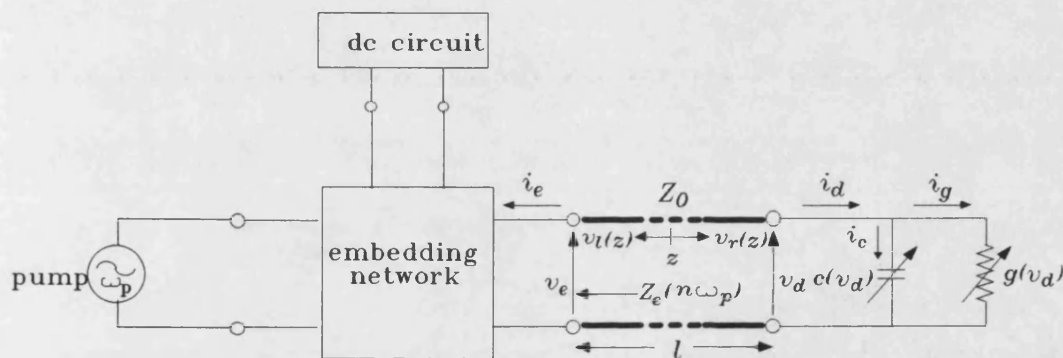 dc circuit
i_e
Z_0
i_d
i_g
v_l(z)
v_r(z)
z
i_c
embedding
network
pump
ω_p
v_e
Z_e(nω_p)
v_d
c(v_d)
g(v_d)
l